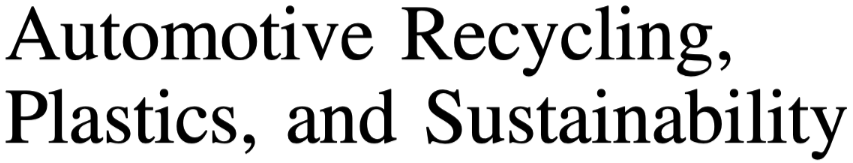 Automotive Recycling,
Plastics, and Sustainability